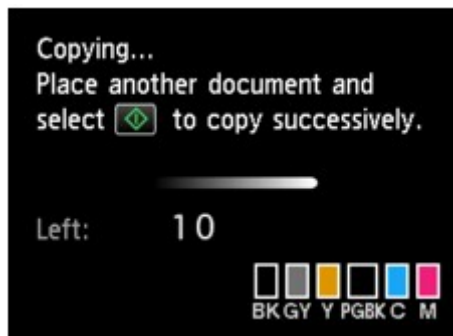 Copying...
Place another document and
select to copy successively.
Left: 10
BK GY Y PGBK C M